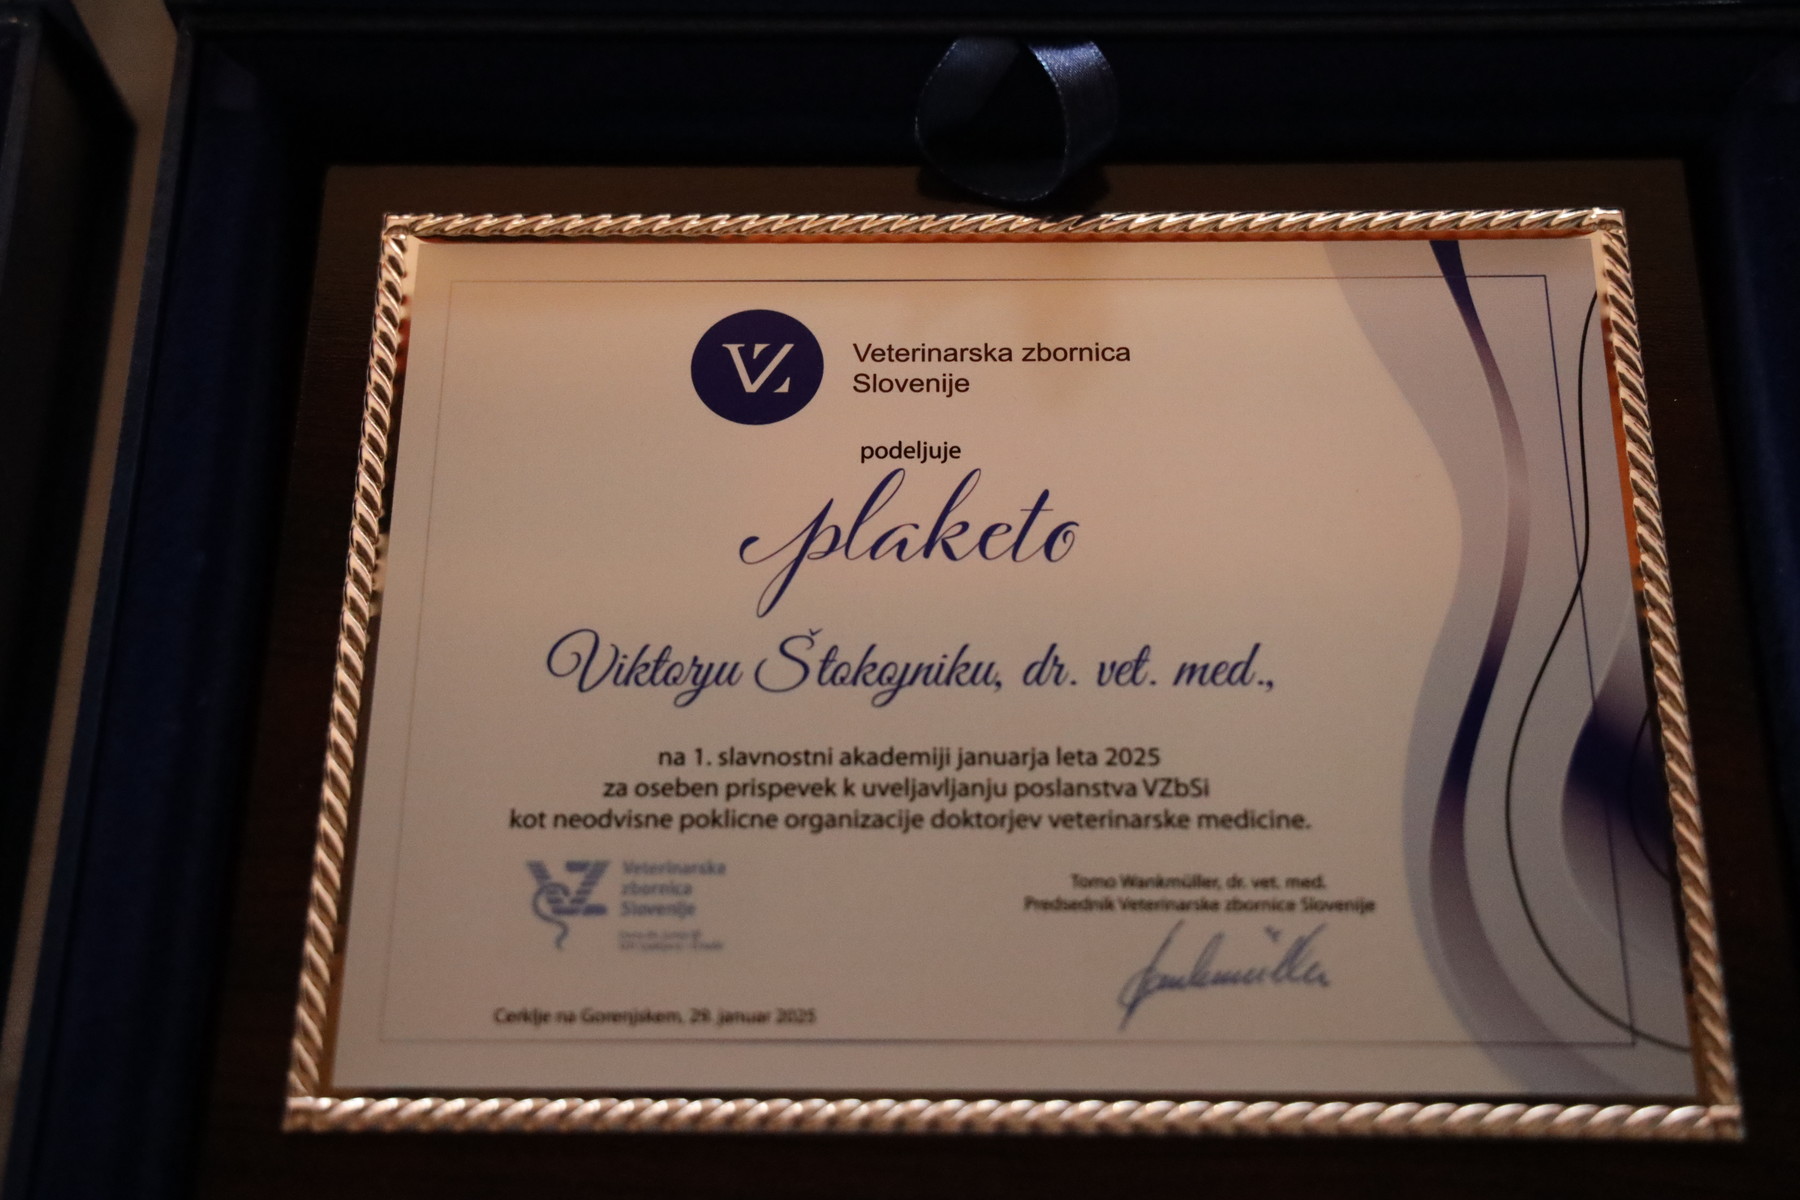 VZ
Veterinarska zbornica
Slovenije
podeljuje
plaketo
Viktorju Štokojniku, dr. vet. med.,
na 1. slavnostni akademiji januarja leta 2025
za oseben prispevek k uveljavljanju poslanstva VZbSi
kot neodvisne poklicne organizacije doktorjev veterinarske medicine.
VZ
Veterinarska
zbornica
Slovenije
Tomo Wankmüller, dr. vet. med.
Predsednik Veterinarske zbornice Slovenije
Cerklje na Gorenjskem, 29. januar 2025